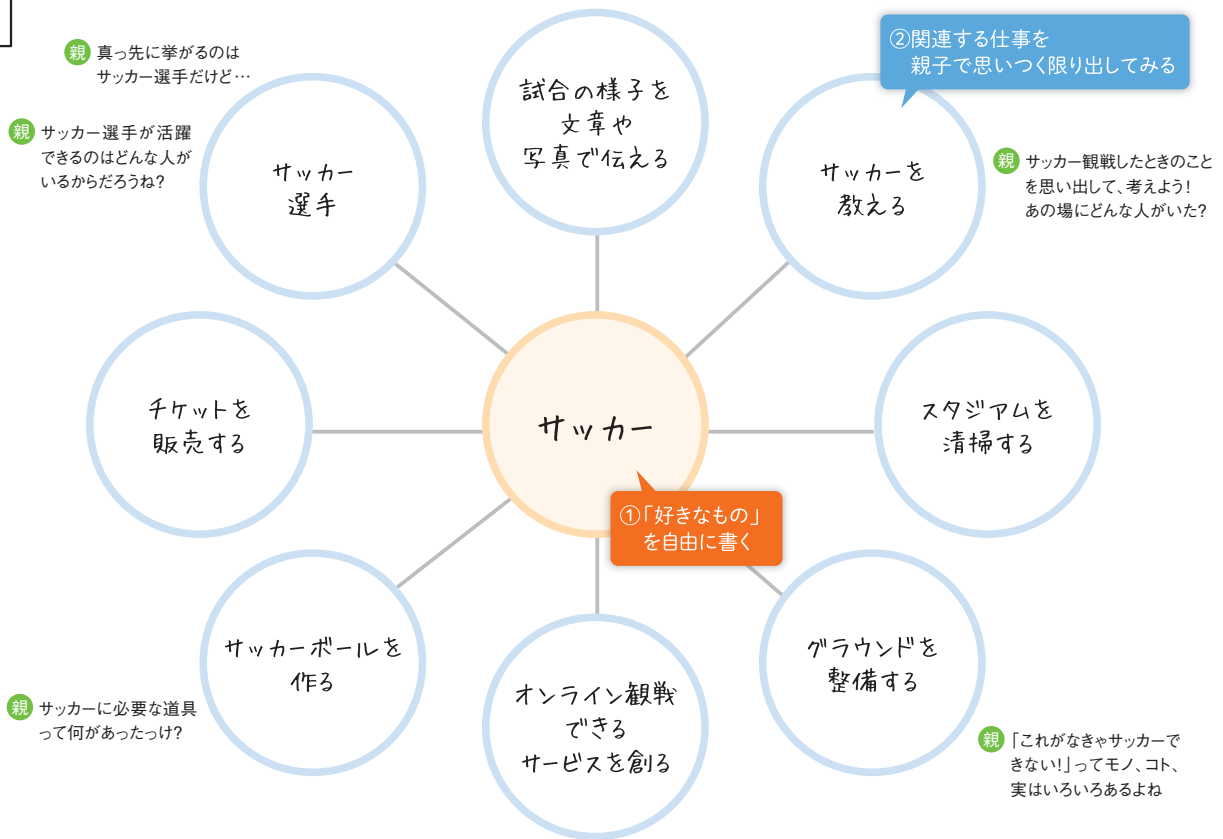 親 真っ先に挙がるのは
サッカー選手だけど…
親 サッカー選手が活躍
できるのはどんな人が
いるからだろうね?
サッカー
選手
試合の様子を
文章や
写真で伝える
②関連する仕事を
親子で思いつく限り出してみる
サッカーを
教える
親 サッカー観戦したときのこと
を思い出して、考えよう!
あの場にどんな人がいた?
チケットを
販売する
サッカー
①「好きなもの」
を自由に書く
スタジアムを
清掃する
サッカーボールを
作る
親 サッカーに必要な道具
って何があったっけ?
オンライン観戦
できる
サービスを創る
グラウンドを
整備する
親 「これがなきゃサッカーで
きない!」ってモノ、コト、
実はいろいろあるよね